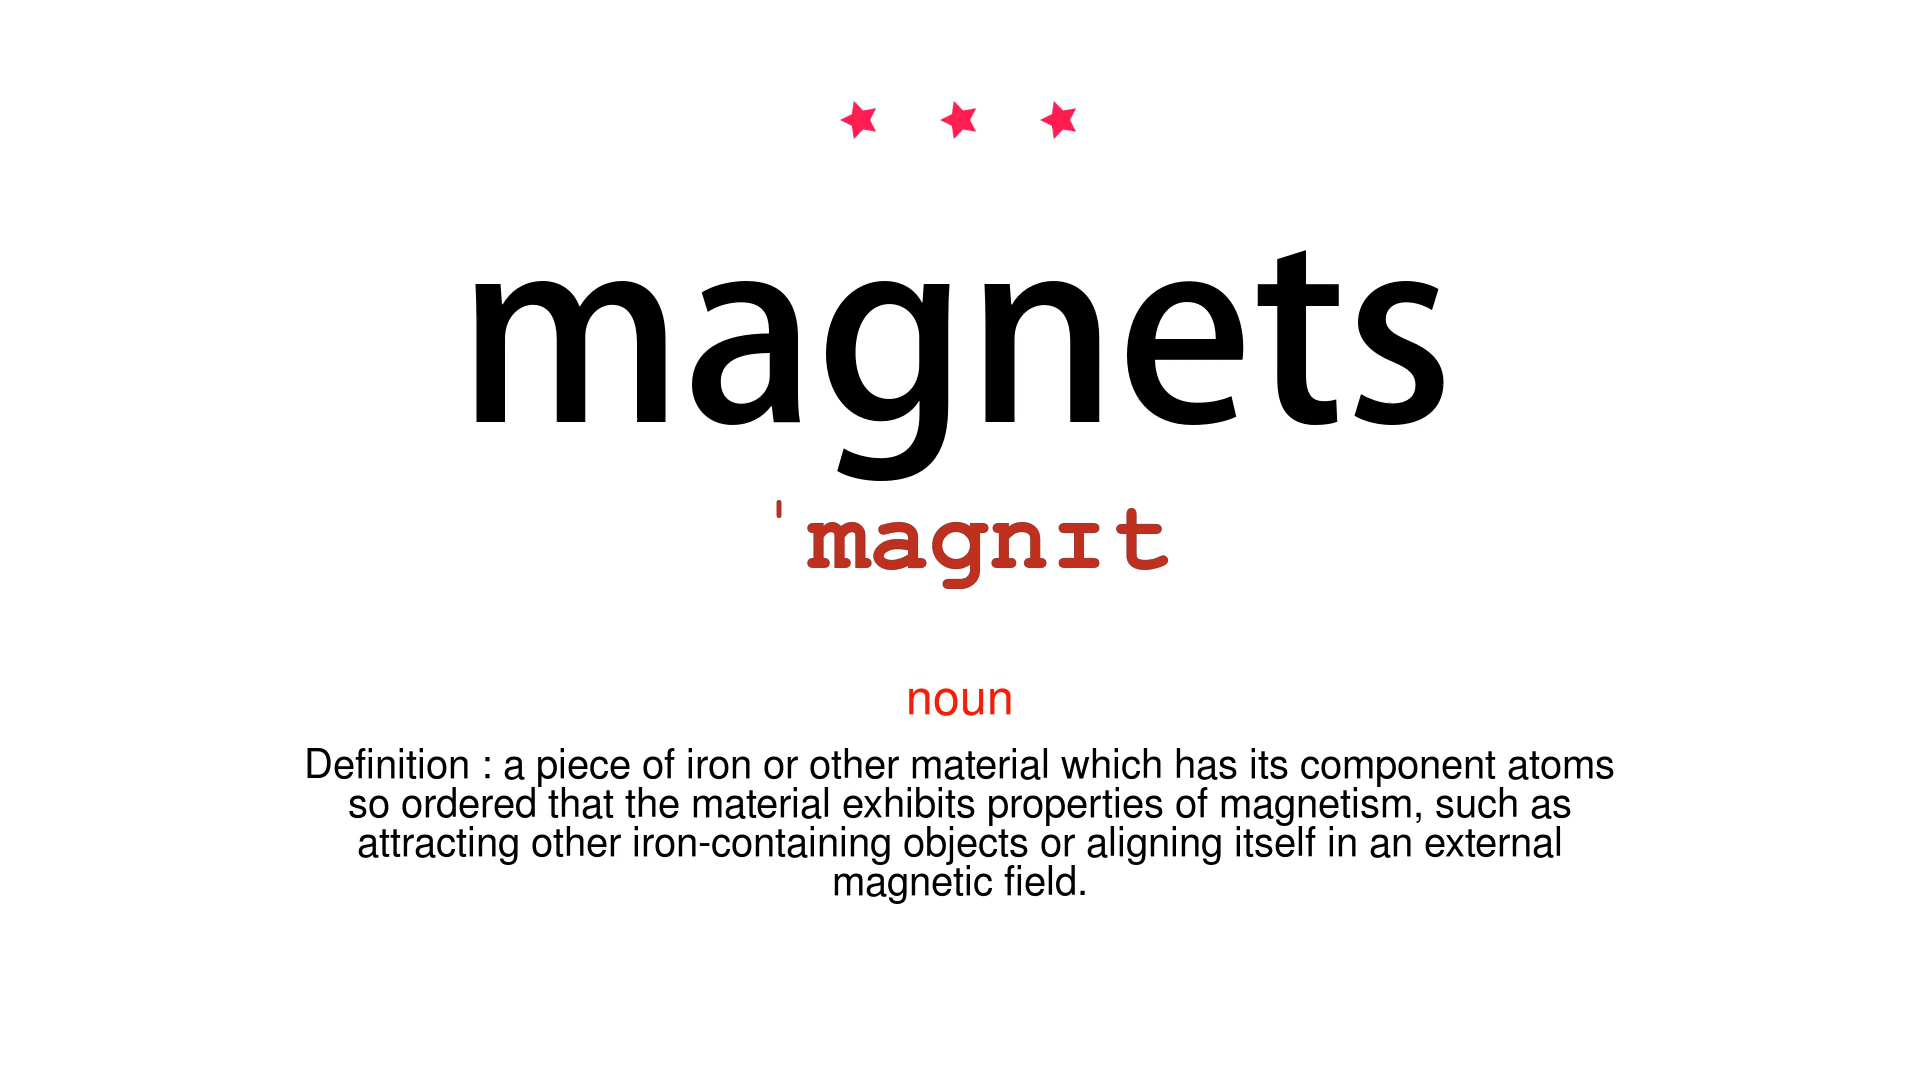 magnets
ˈmagnɪt
noun
Definition : a piece of iron or other material which has its component atoms
so ordered that the material exhibits properties of magnetism, such as
attracting other iron-containing objects or aligning itself in an external
magnetic field.